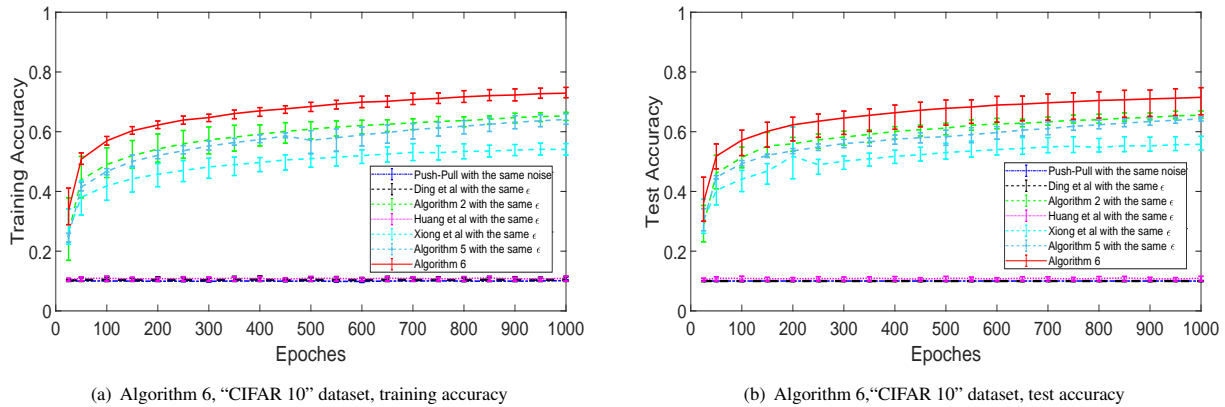 1
0.8
0.6
0.4
0.2
0
Training Accuracy
0 100 200 300 400 500 600 700 800 900 1000
Epoches
Push-Pull with the same noise
Ding et al with the same ϵ
Algorithm 2 with the same ϵ
Huang et al with the same ϵ
Xiong et al with the same ϵ
Algorithm 5 with the same ϵ
Algorithm 6
(a) Algorithm 6, “CIFAR 10” dataset, training accuracy
1
0.8
0.6
0.4
0.2
0
Test Accuracy
0 100 200 300 400 500 600 700 800 900 1000
Epoches
Push-Pull with the same noise
Ding et al with the same ϵ
Algorithm 2 with the same ϵ
Huang et al with the same ϵ
Xiong et al with the same ϵ
Algorithm 5 with the same ϵ
Algorithm 6
(b) Algorithm 6,“CIFAR 10” dataset, test accuracy